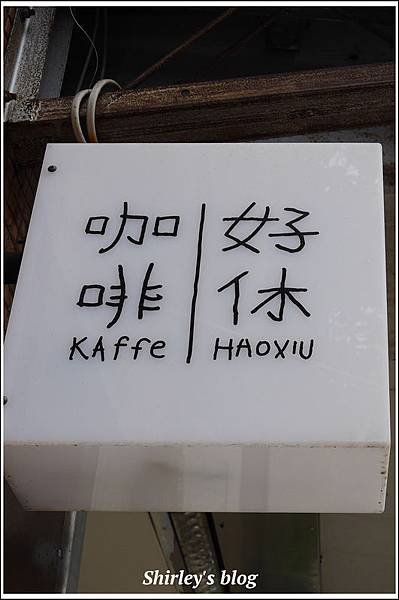 好休
HAOXIU
咖啡
KAffe
Shirley's blog